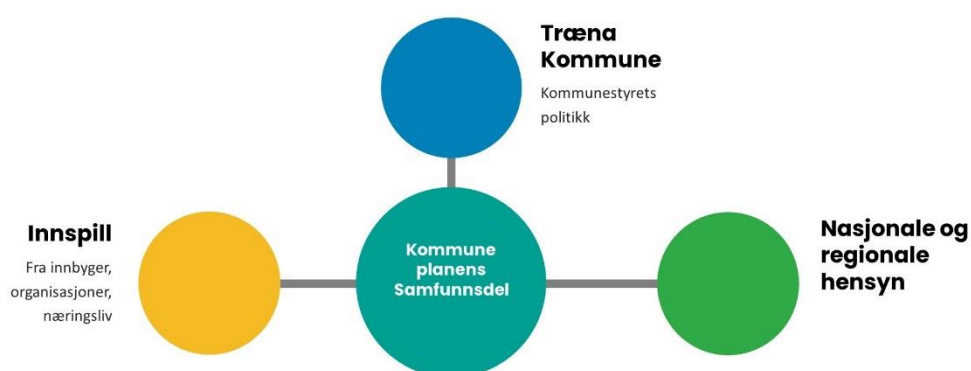 Træna
Kommune
Kommunestyrets
politikk
Innspill
Fra innbyger,
organisasjoner,
næringsliv
Kommune
planens
Samfunnsdel
Nasjonale og
regionale
hensyn